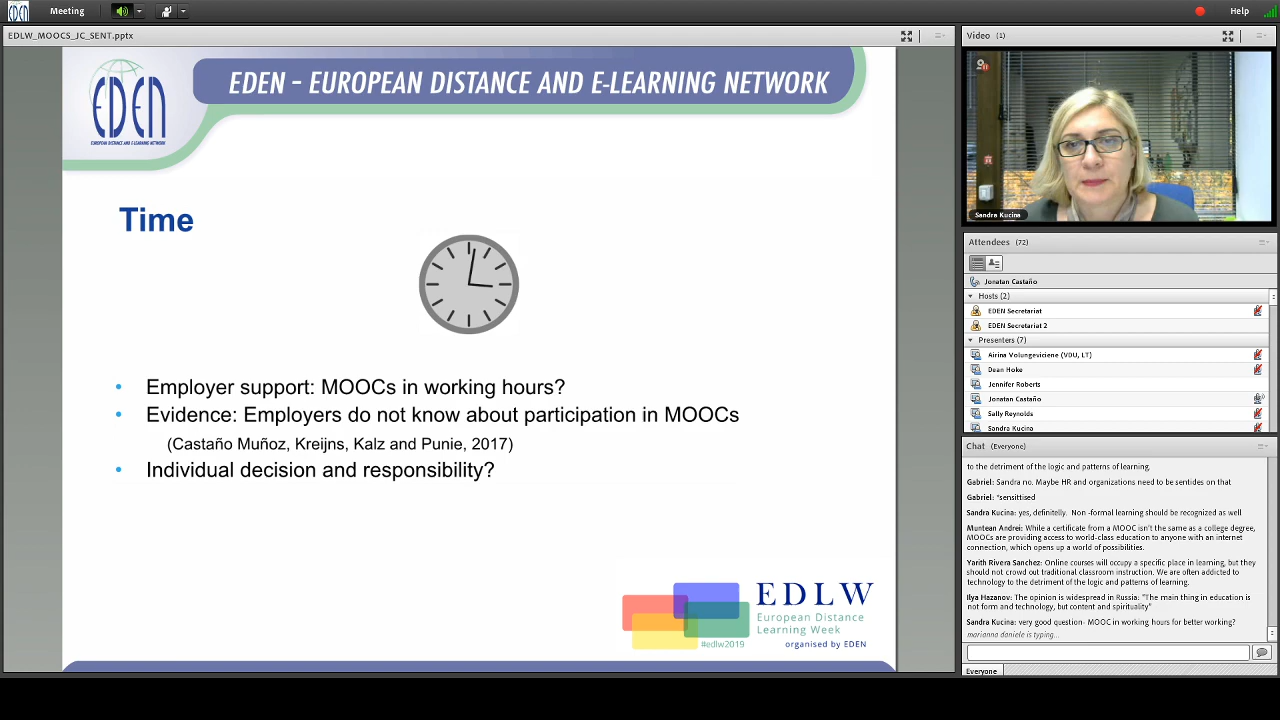 Meeting
Help
EDLW_MOOCS_JC_SENT.pptx
EDEN
EUROPEAN DISTANCE AND E-LEARNING NETWORK
EDEN – EUROPEAN DISTANCE AND E-LEARNING NETWORK
Time
• Employer support: MOOCs in working hours?
• Evidence: Employers do not know about participation in MOOCs
(Castaño Muñoz, Kreijns, Kalz and Punie, 2017)
• Individual decision and responsibility?
EDLW
European Distance
Learning Week
#edlw2019
organised by EDEN
Video (1)
Sandra Kucina
Attendees (72)
Jonatan Castaño
Hosts (2)
EDEN Secretariat
EDEN Secretariat 2
Presenters (7)
Airina Volungeviciene (VDU, LT)
Dean Hoke
Jennifer Roberts
Jonatan Castaño
Sally Reynolds
Sandra Kucina
Chat (Everyone)
to the detriment of the logic and patterns of learning.
Gabriel: Sandra no. Maybe HR and organizations need to be sentides on that
Gabriel: *sensittised
Sandra Kucina: yes, definitelly. Non -formal learning should be recognized as well
Muntean Andrei: While a certificate from a MOOC isn't the same as a college degree,
MOOCs are providing access to world-class education to anyone with an internet
connection, which opens up a world of possibilities.
Yarith Rivera Sanchez: Online courses will occupy a specific place in learning, but they
should not crowd out traditional classroom instruction. We are often addicted to
technology to the detriment of the logic and patterns of learning.
Ilya Hazanov: The opinion is widespread in Russia: "The main thing in education is
not form and technology, but content and spirituality"
Sandra Kucina: very good question- MOOC in working hours for better working?
marianna daniele is typing...
Everyone